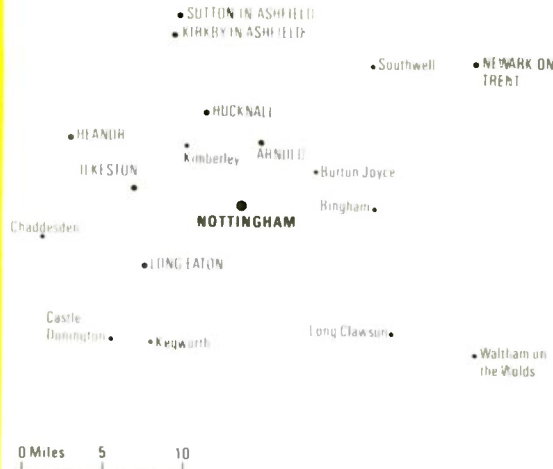 SUTTON IN ASHFIELD
KIRKBY IN ASHFIELD
Southwell
NEWARK ON
TRENT
HUCKNALL
HEANOR
Kimberley
ARNOLD
ILKESTON
Burton Joyce
Bingham
NOTTINGHAM
Chaddesden
LONG EATON
Castle
Donington
Kegworth
Long Clawson
Waltham on
the Wolds
0 Miles 5 10